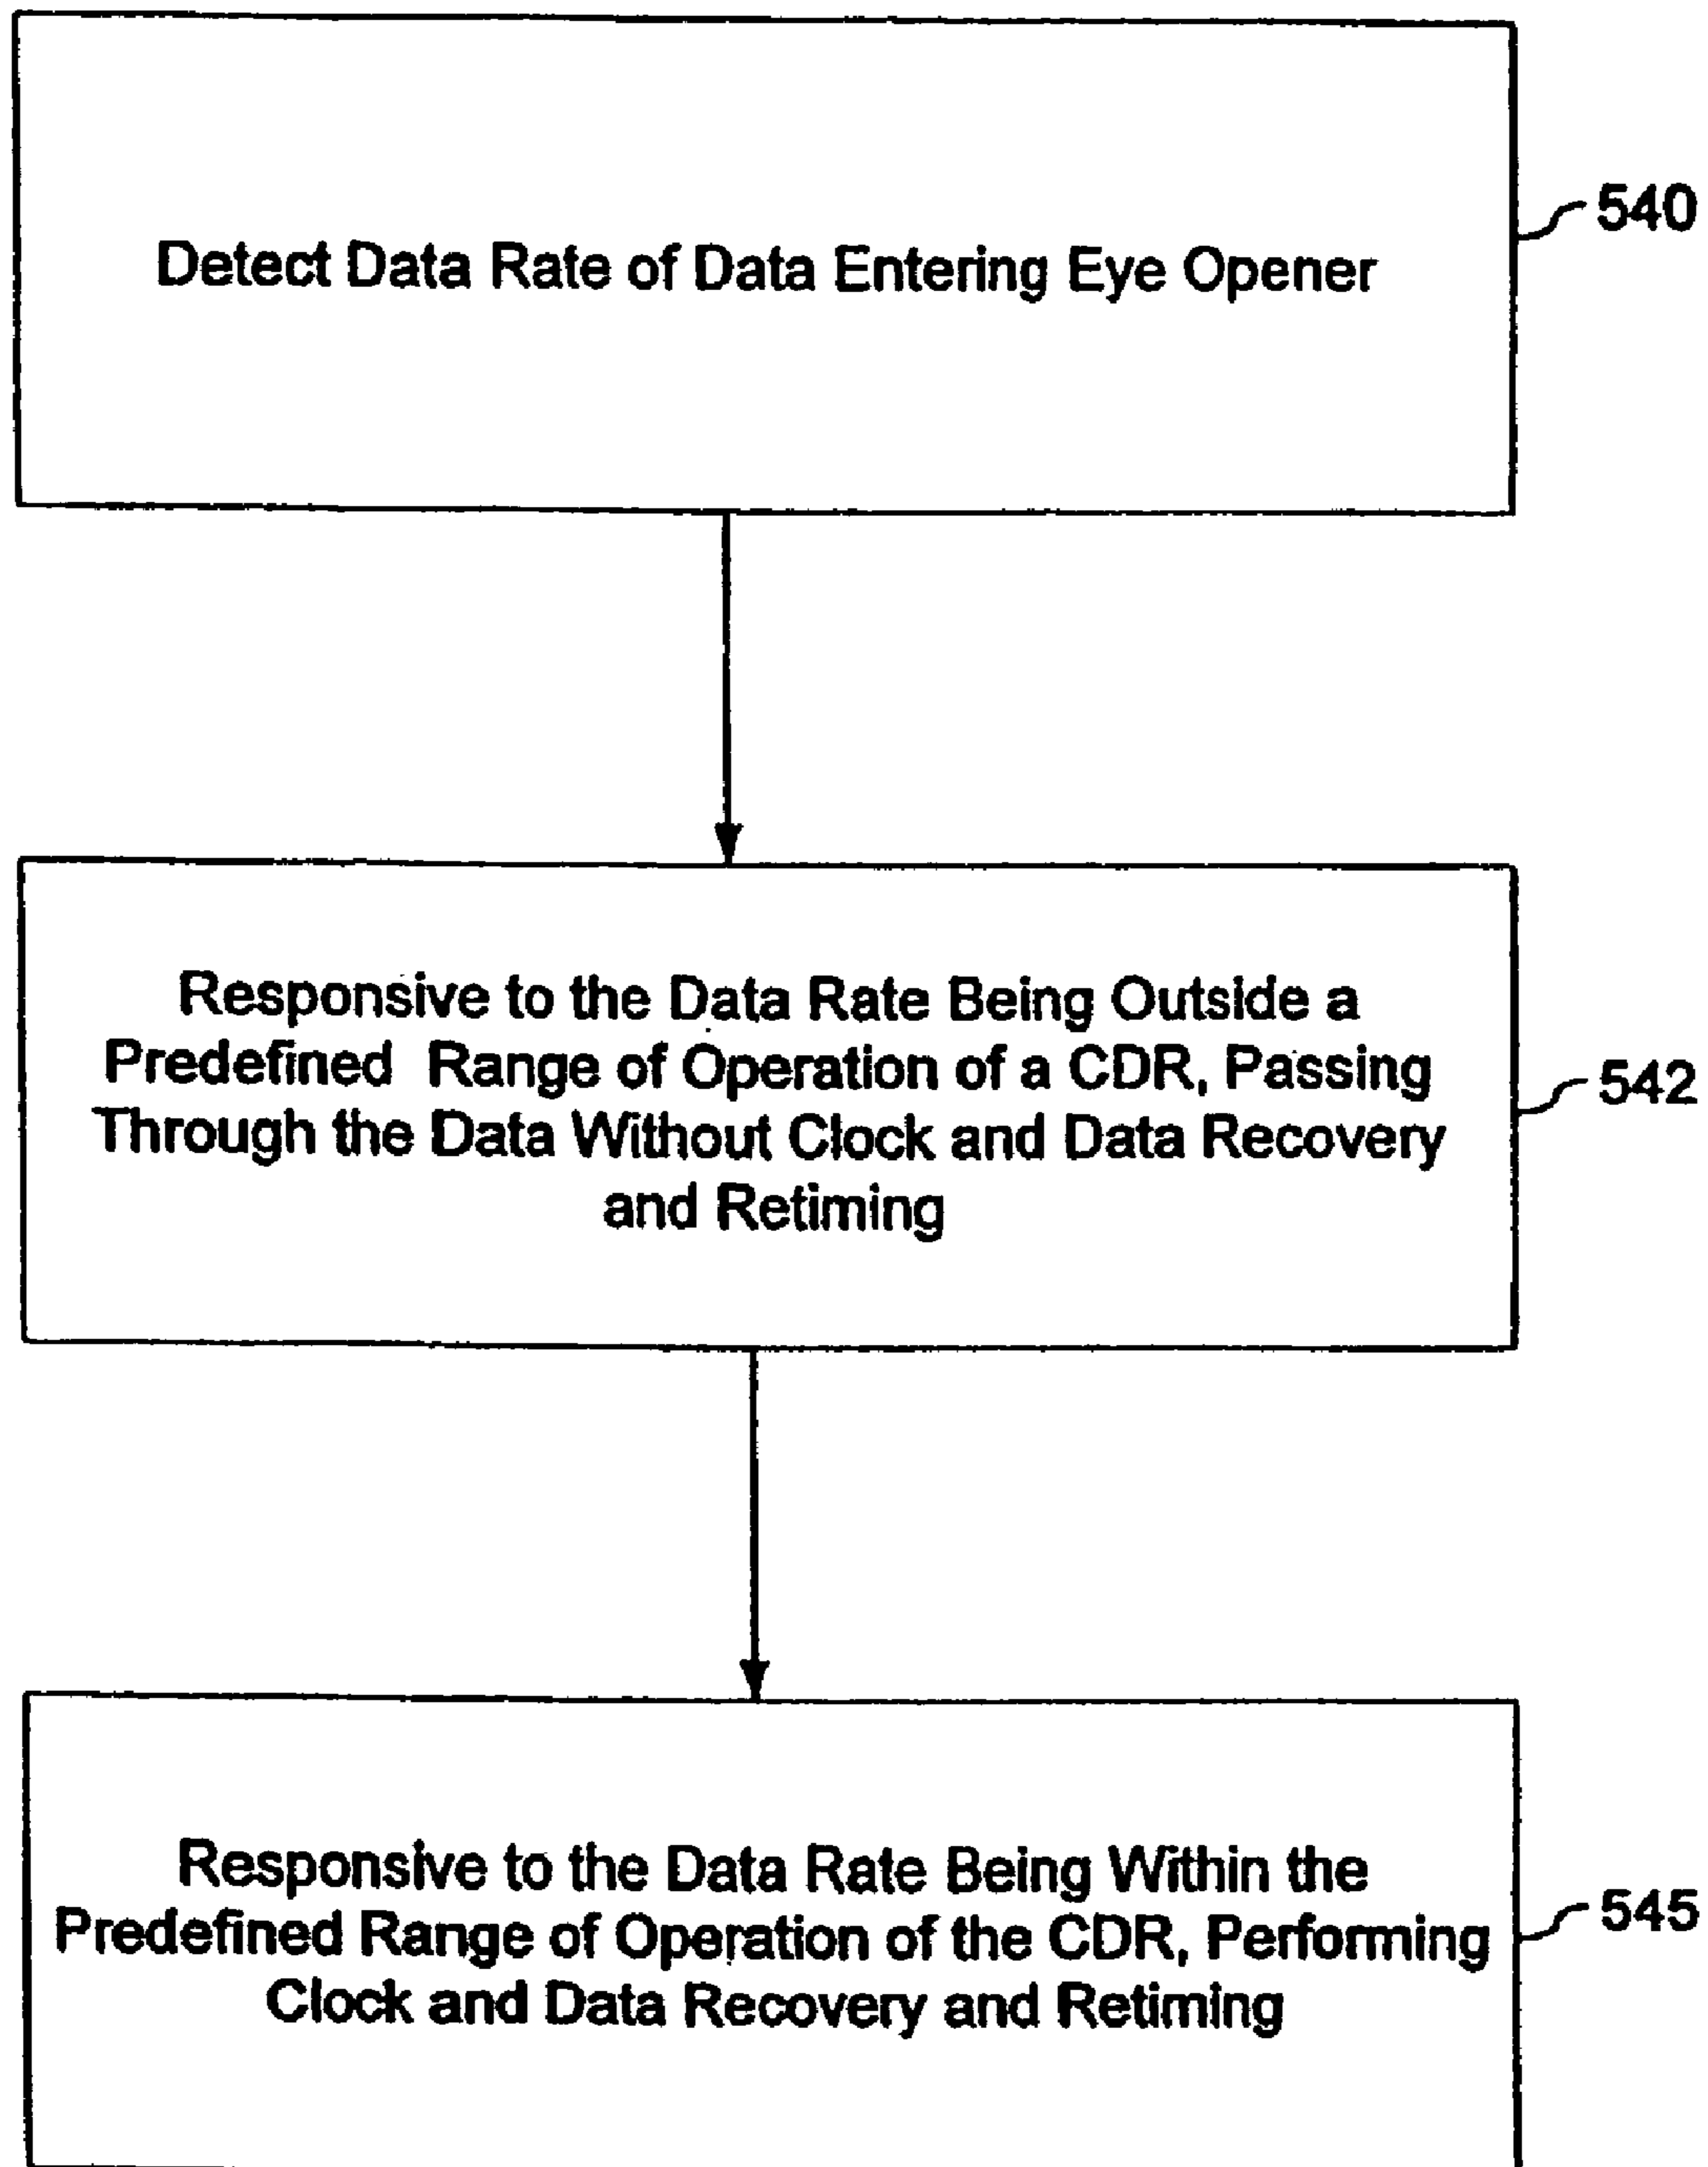 Detect Data Rate of Data Entering Eye Opener
540
Responsive to the Data Rate Being Outside a
Predefined Range of Operation of a CDR, Passing
Through the Data Without Clock and Data Recovery
and Retiming
542
Responsive to the Data Rate Being Within the
Predefined Range of Operation of the CDR, Performing
Clock and Data Recovery and Retiming
545